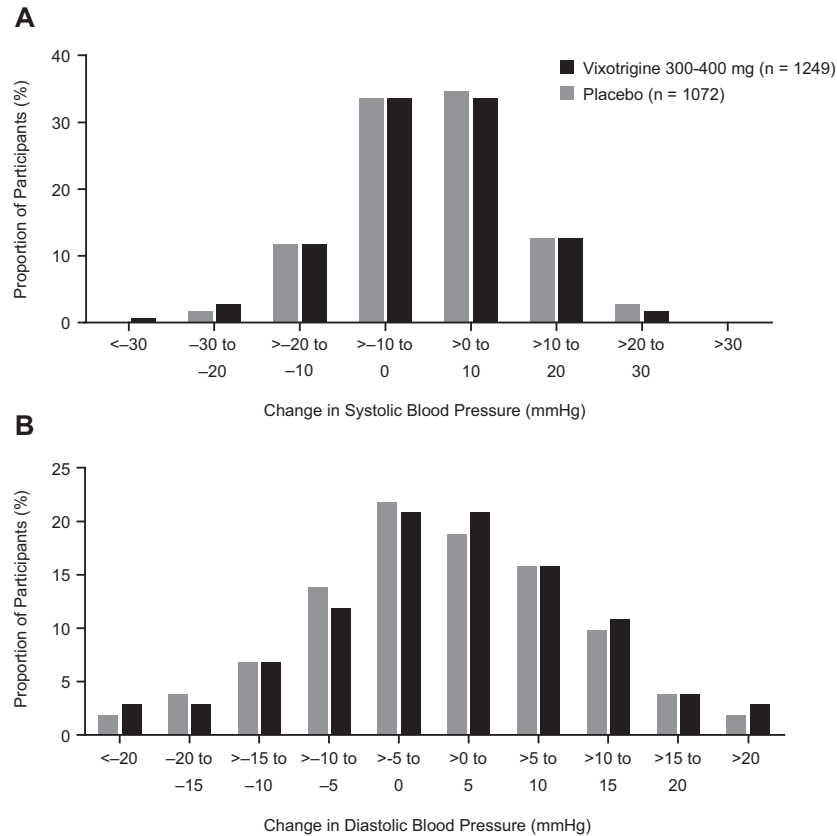 A
Proportion of Participants (%)
40
30
20
10
0
Vixotrigine 300-400 mg (n = 1249)
Placebo (n = 1072)
<–30 –30 to >–20 to >–10 to >0 to >10 to >20 to >30
–20 –10 0 10 20 30
Change in Systolic Blood Pressure (mmHg)
B
Proportion of Participants (%)
25
20
15
10
5
0
<–20 –20 to >–15 to >–10 to >-5 to >0 to >5 to >10 to >15 to >20
–15 –10 –5 0 5 10 15 20
Change in Diastolic Blood Pressure (mmHg)